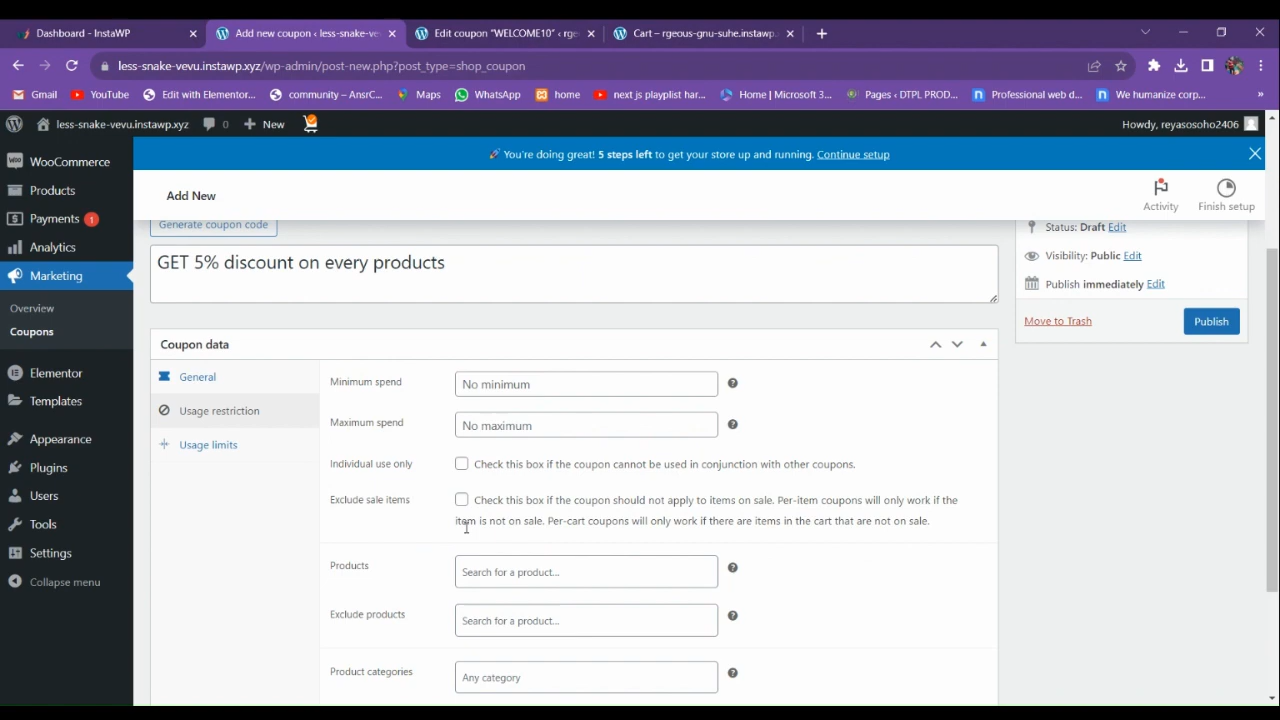 Dashboard - InstaWP
Add new coupon ‹ less-snake-ve
Edit coupon "WELCOME10" ‹ rge
Cart – rgeous-gnu-suhe.instawp.
less-snake-vevu.instawp.xyz/wp-admin/post-new.php?post_type=shop_coupon
Gmail
YouTube
Edit with Elementor...
community – AnsrC...
Maps
WhatsApp
home
next js playlist har...
Home | Microsoft 3...
Pages ‹ DTPL PROD...
Professional web d...
We humanize corp...
»
less-snake-vevu.instawp.xyz
0
+ New
Howdy, reyasosoho2406
WooCommerce
Products
Payments 1
Analytics
Marketing
Overview
Coupons
Elementor
Templates
Appearance
Plugins
Users
Tools
Settings
Collapse menu
🚀 You're doing great! 5 steps left to get your store up and running. Continue setup
Add New
Activity
Finish setup
Generate coupon code
GET 5% discount on every products
Status: Draft Edit
Visibility: Public Edit
Publish immediately Edit
Move to Trash
Publish
Coupon data
General
Usage restriction
Usage limits
Minimum spend
No minimum
Maximum spend
No maximum
Individual use only
Check this box if the coupon cannot be used in conjunction with other coupons.
Exclude sale items
Check this box if the coupon should not apply to items on sale. Per-item coupons will only work if the
item is not on sale. Per-cart coupons will only work if there are items in the cart that are not on sale.
Products
Search for a product...
Exclude products
Search for a product...
Product categories
Any category